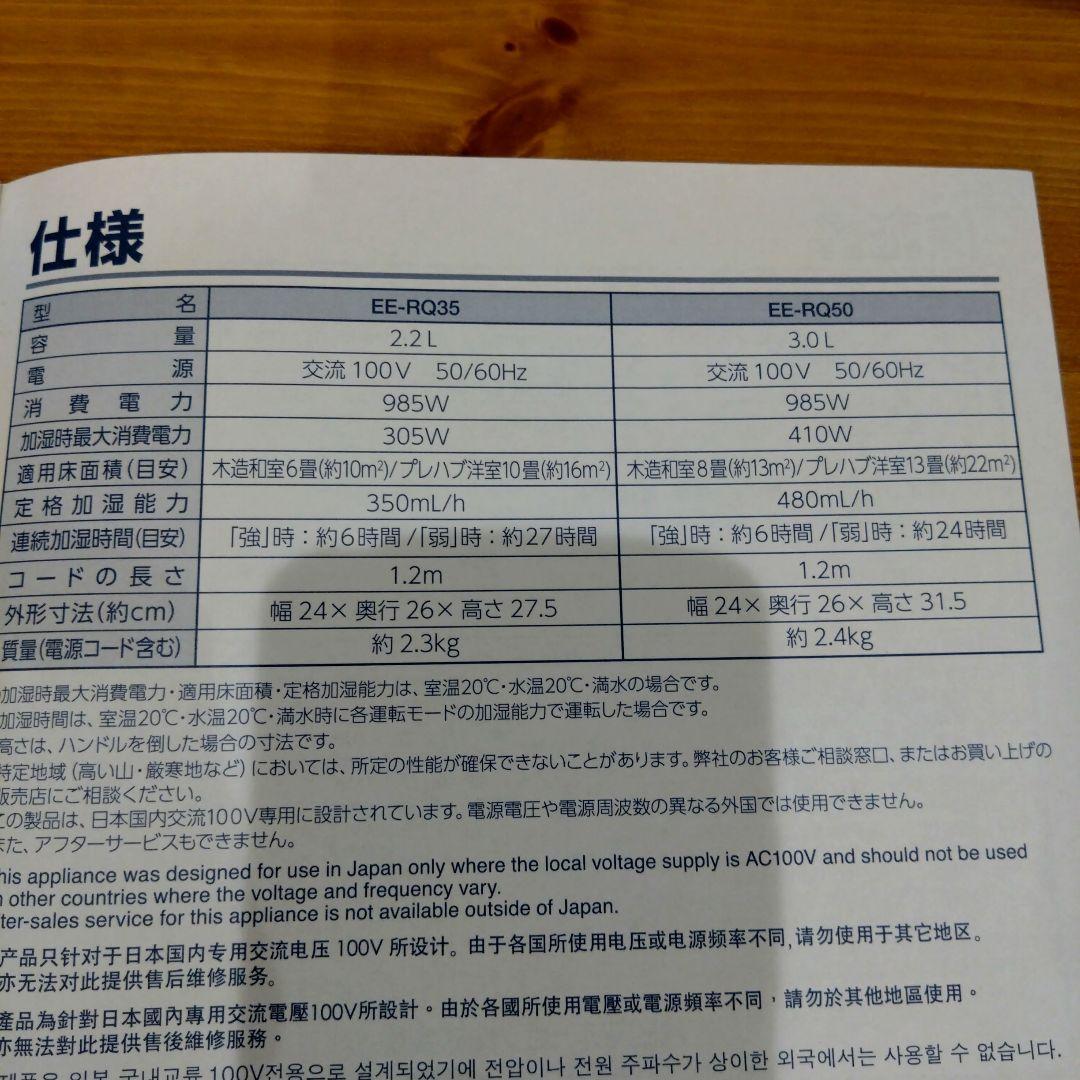 仕様
型名 EE-RQ35 EE-RQ50
容量 2.2L 3.0L
電源 交流100V 50/60Hz 交流100V 50/60Hz
消費電力 985W 985W
加湿時最大消費電力 305W 410W
適用床面積(目安) 木造和室6畳(約10m²)/プレハブ洋室10畳(約16m²) 木造和室8畳(約13m²)/プレハブ洋室13畳(約22m²)
定格加湿能力 350mL/h 480mL/h
連続加湿時間(目安) 「強」時:約6時間/「弱」時:約27時間 「強」時:約6時間/「弱」時:約24時間
コードの長さ 1.2m 1.2m
外形寸法(約cm) 幅24×奥行26×高さ27.5 幅24×奥行26×高さ31.5
質量(電源コード含む) 約2.3kg 約2.4kg
加湿時最大消費電力・適用床面積・定格加湿能力は、室温20℃・水温20℃・満水の場合です。
加湿時間は、室温20℃・水温20℃・満水時に各運転モードの加湿能力で運転した場合です。
高さは、ハンドルを倒した場合の寸法です。
特定地域(高い山・厳寒地など)においては、所定の性能が確保できないことがあります。弊社のお客様ご相談窓口、またはお買い上げの
販売店にご相談ください。
この製品は、日本国内交流100V専用に設計されています。電源電圧や電源周波数の異なる外国では使用できません。
また、アフターサービスもできません。
his appliance was designed for use in Japan only where the local voltage supply is AC100V and should not be used
n other countries where the voltage and frequency vary.
ter-sales service for this appliance is not available outside of Japan.
产品只针对于日本国内专用交流电压 100V 所设计。由于各国所使用电压或电源频率不同,请勿使用于其它地区。
亦无法对此提供售后维修服务。
產品為針對日本國內專用交流電壓100V所設計。由於各國所使用電壓或電源頻率不同,請勿於其他地區使用。
亦無法對此提供售後維修服務。
제품은 일본 국내교류 100V전용으로 설계되었기에 전압이나 전원 주파수가 상이한 외국에서는 사용할 수 없습니다.